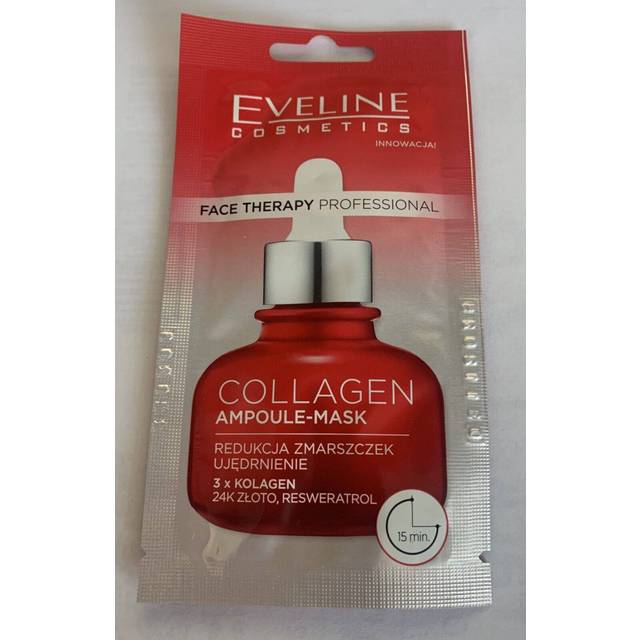 EVELINE
COSMETICS
INNOWACJA!
FACE THERAPY PROFESSIONAL
COLLAGEN
AMPOULE-MASK
REDUKCJA ZMARSZCZEK
UJĘDRNIENIE
3 x KOLAGEN
24K ZŁOTO, RESWERATROL
15 min.